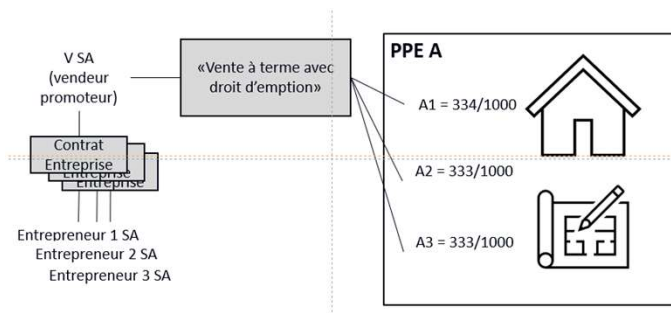 V SA
(vendeur
promoteur)
«Vente à terme avec
droit d’emption»
PPE A
A1 = 334/1000
A2 = 333/1000
A3 = 333/1000
Contrat
Entreprise
Entreprise
Entreprise
Entrepreneur 1 SA
Entrepreneur 2 SA
Entrepreneur 3 SA